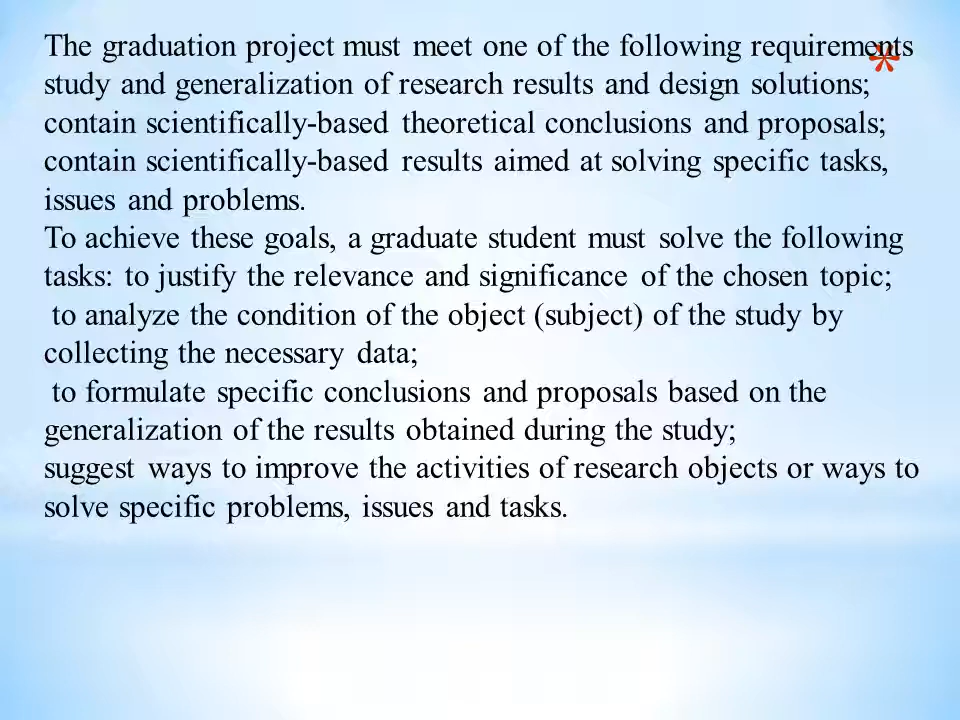 The graduation project must meet one of the following requirements
study and generalization of research results and design solutions;
contain scientifically-based theoretical conclusions and proposals;
contain scientifically-based results aimed at solving specific tasks,
issues and problems.
To achieve these goals, a graduate student must solve the following
tasks: to justify the relevance and significance of the chosen topic;
to analyze the condition of the object (subject) of the study by
collecting the necessary data;
to formulate specific conclusions and proposals based on the
generalization of the results obtained during the study;
suggest ways to improve the activities of research objects or ways to
solve specific problems, issues and tasks.